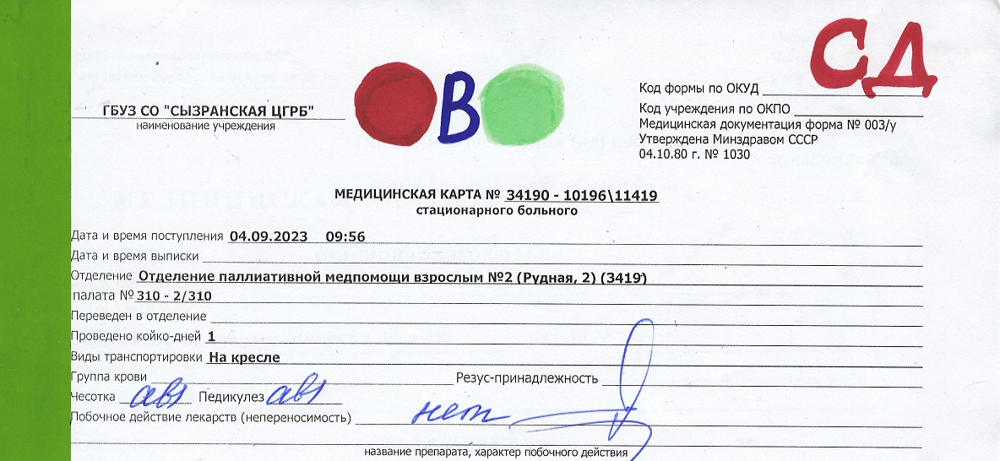 СД
В
ГБУЗ СО "СЫЗРАНСКАЯ ЦГРБ"
наименование учреждения
Код формы по ОКУД
Код учреждения по ОКПО
Медицинская документация форма № 003/у
Утверждена Минздравом СССР
04.10.80 г. № 1030
МЕДИЦИНСКАЯ КАРТА № 34190 - 10196\11419
стационарного больного
Дата и время поступления 04.09.2023 09:56
Дата и время выписки
Отделение Отделение паллиативной медпомощи взрослым №2 (Рудная, 2) (3419)
палата № 310 - 2/310
Переведен в отделение
Проведено койко-дней 1
Виды транспортировки На кресле
Группа крови Резус-принадлежность
Чесотка Педикулез
Побочное действие лекарств (непереносимость) нет
название препарата, характер побочного действия